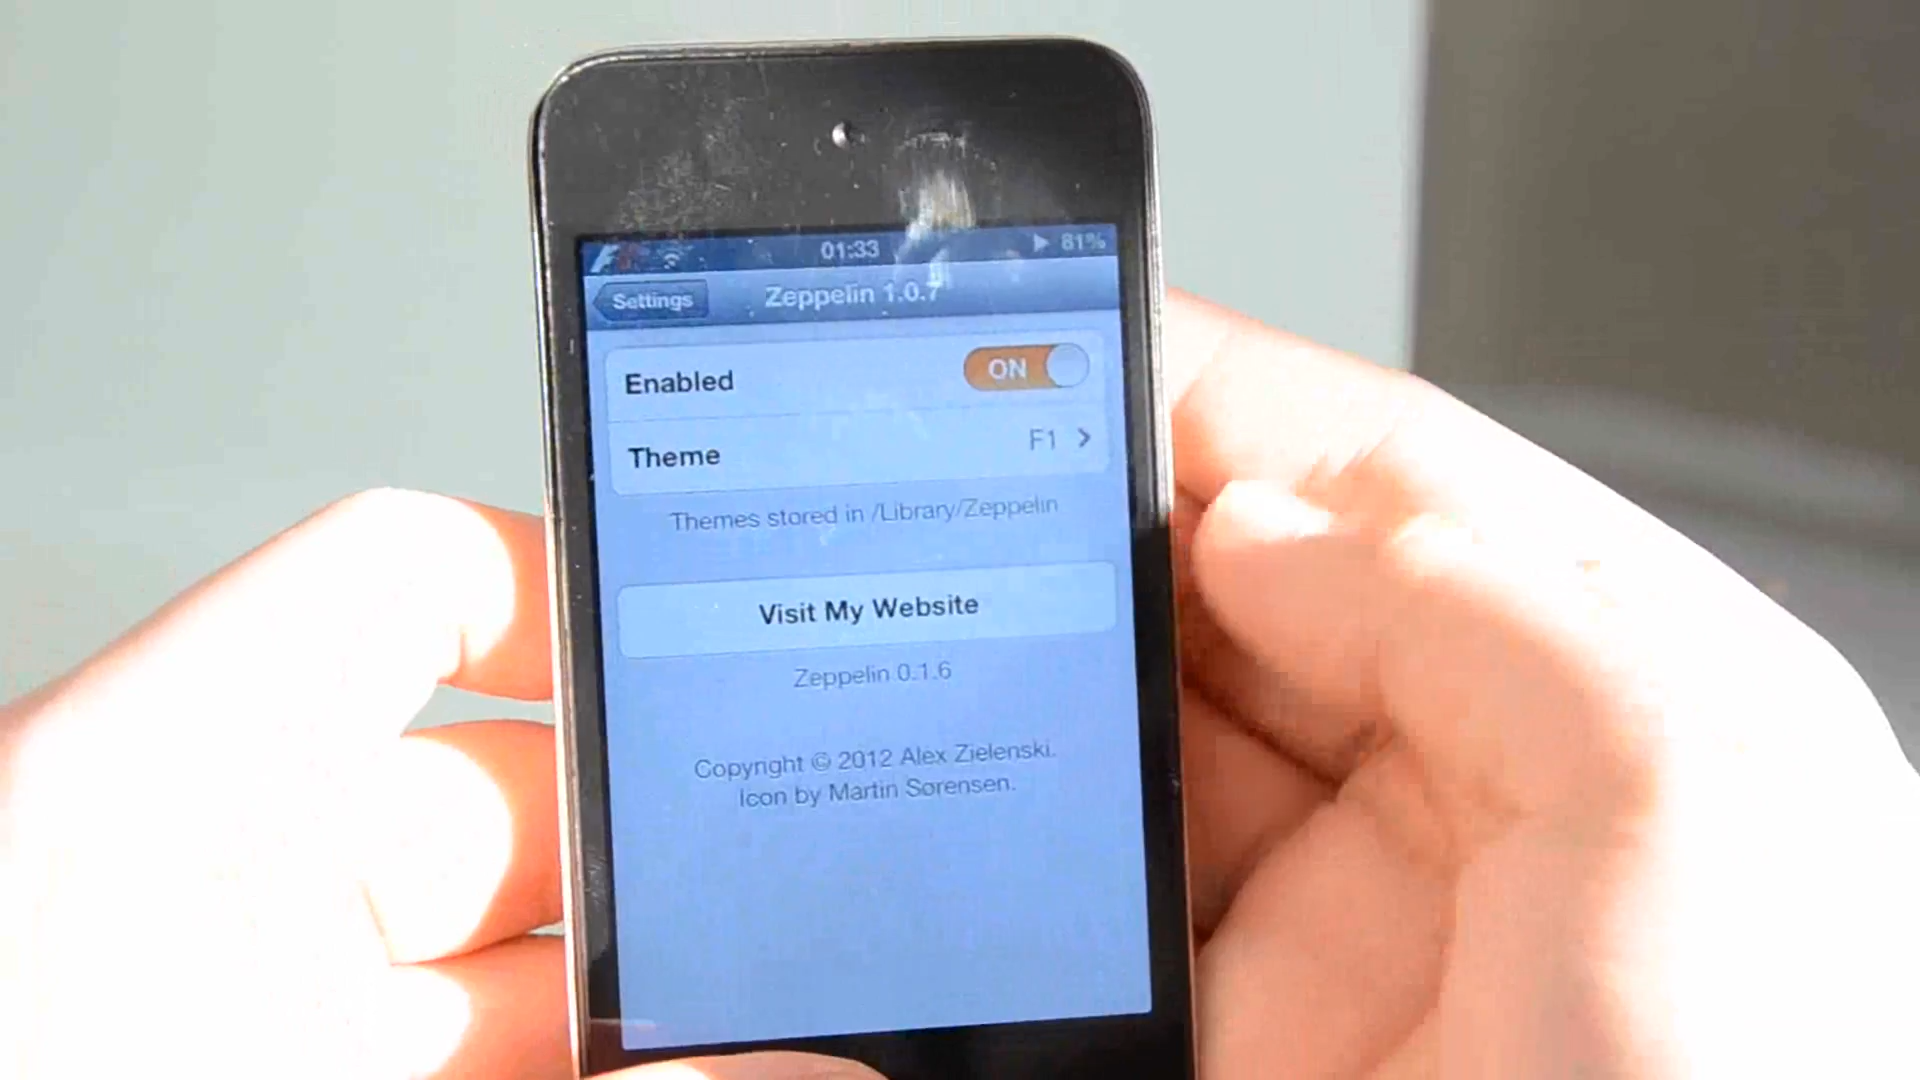 01:33
81%
Settings
Zeppelin 1.0.7
Enabled
ON
Theme
F1
Themes stored in /Library/Zeppelin
Visit My Website
Zeppelin 0.1.6
Copyright © 2012 Alex Zielenski.
Icon by Martin Sørensen.